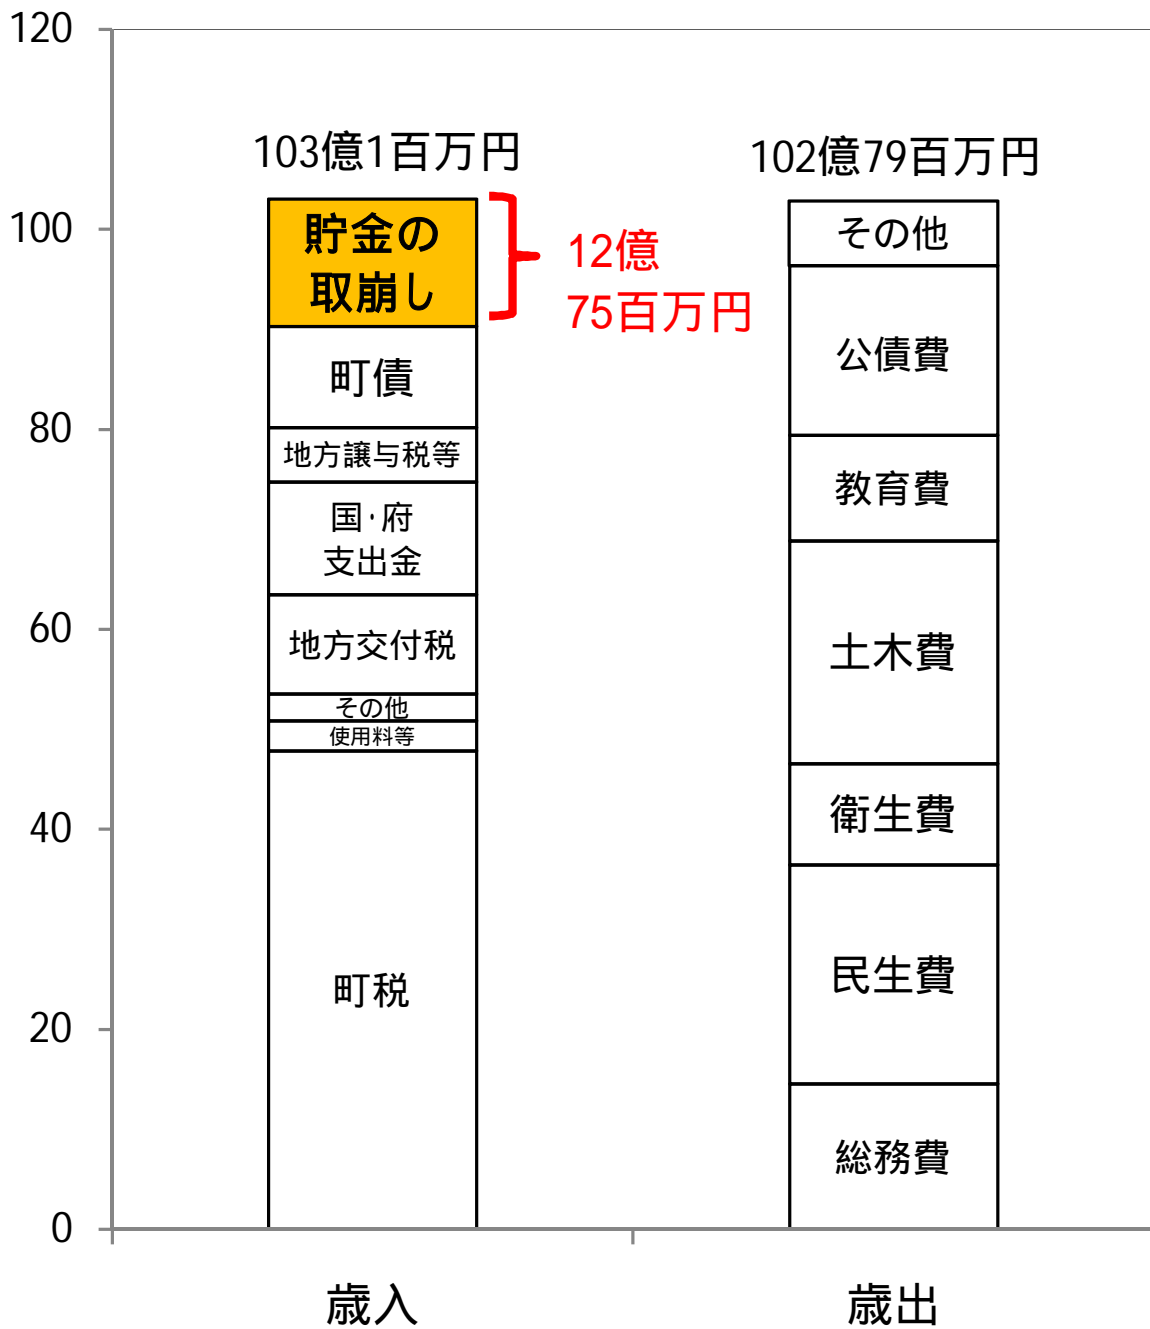 120
100
80
60
40
20
0
103億1百万円
貯金の
取崩し
12億
75百万円
町債
地方譲与税等
国・府
支出金
地方交付税
その他
使用料等
町税
歳入
102億79百万円
その他
公債費
教育費
土木費
衛生費
民生費
総務費
歳出